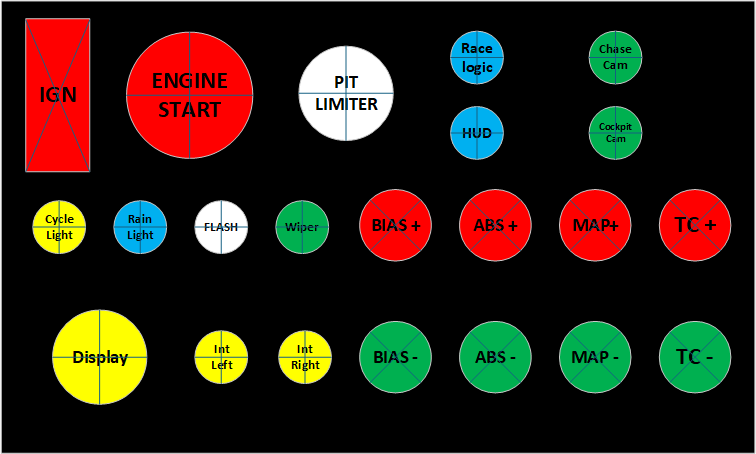 IGN
ENGINE
START
PIT
LIMITER
Race
logic
Chase
Cam
HUD
Cockpit
Cam
Cycle
Light
Rain
Light
FLASH
Wiper
BIAS +
ABS +
MAP+
TC +
Display
Int
Left
Int
Right
BIAS -
ABS -
MAP -
TC -